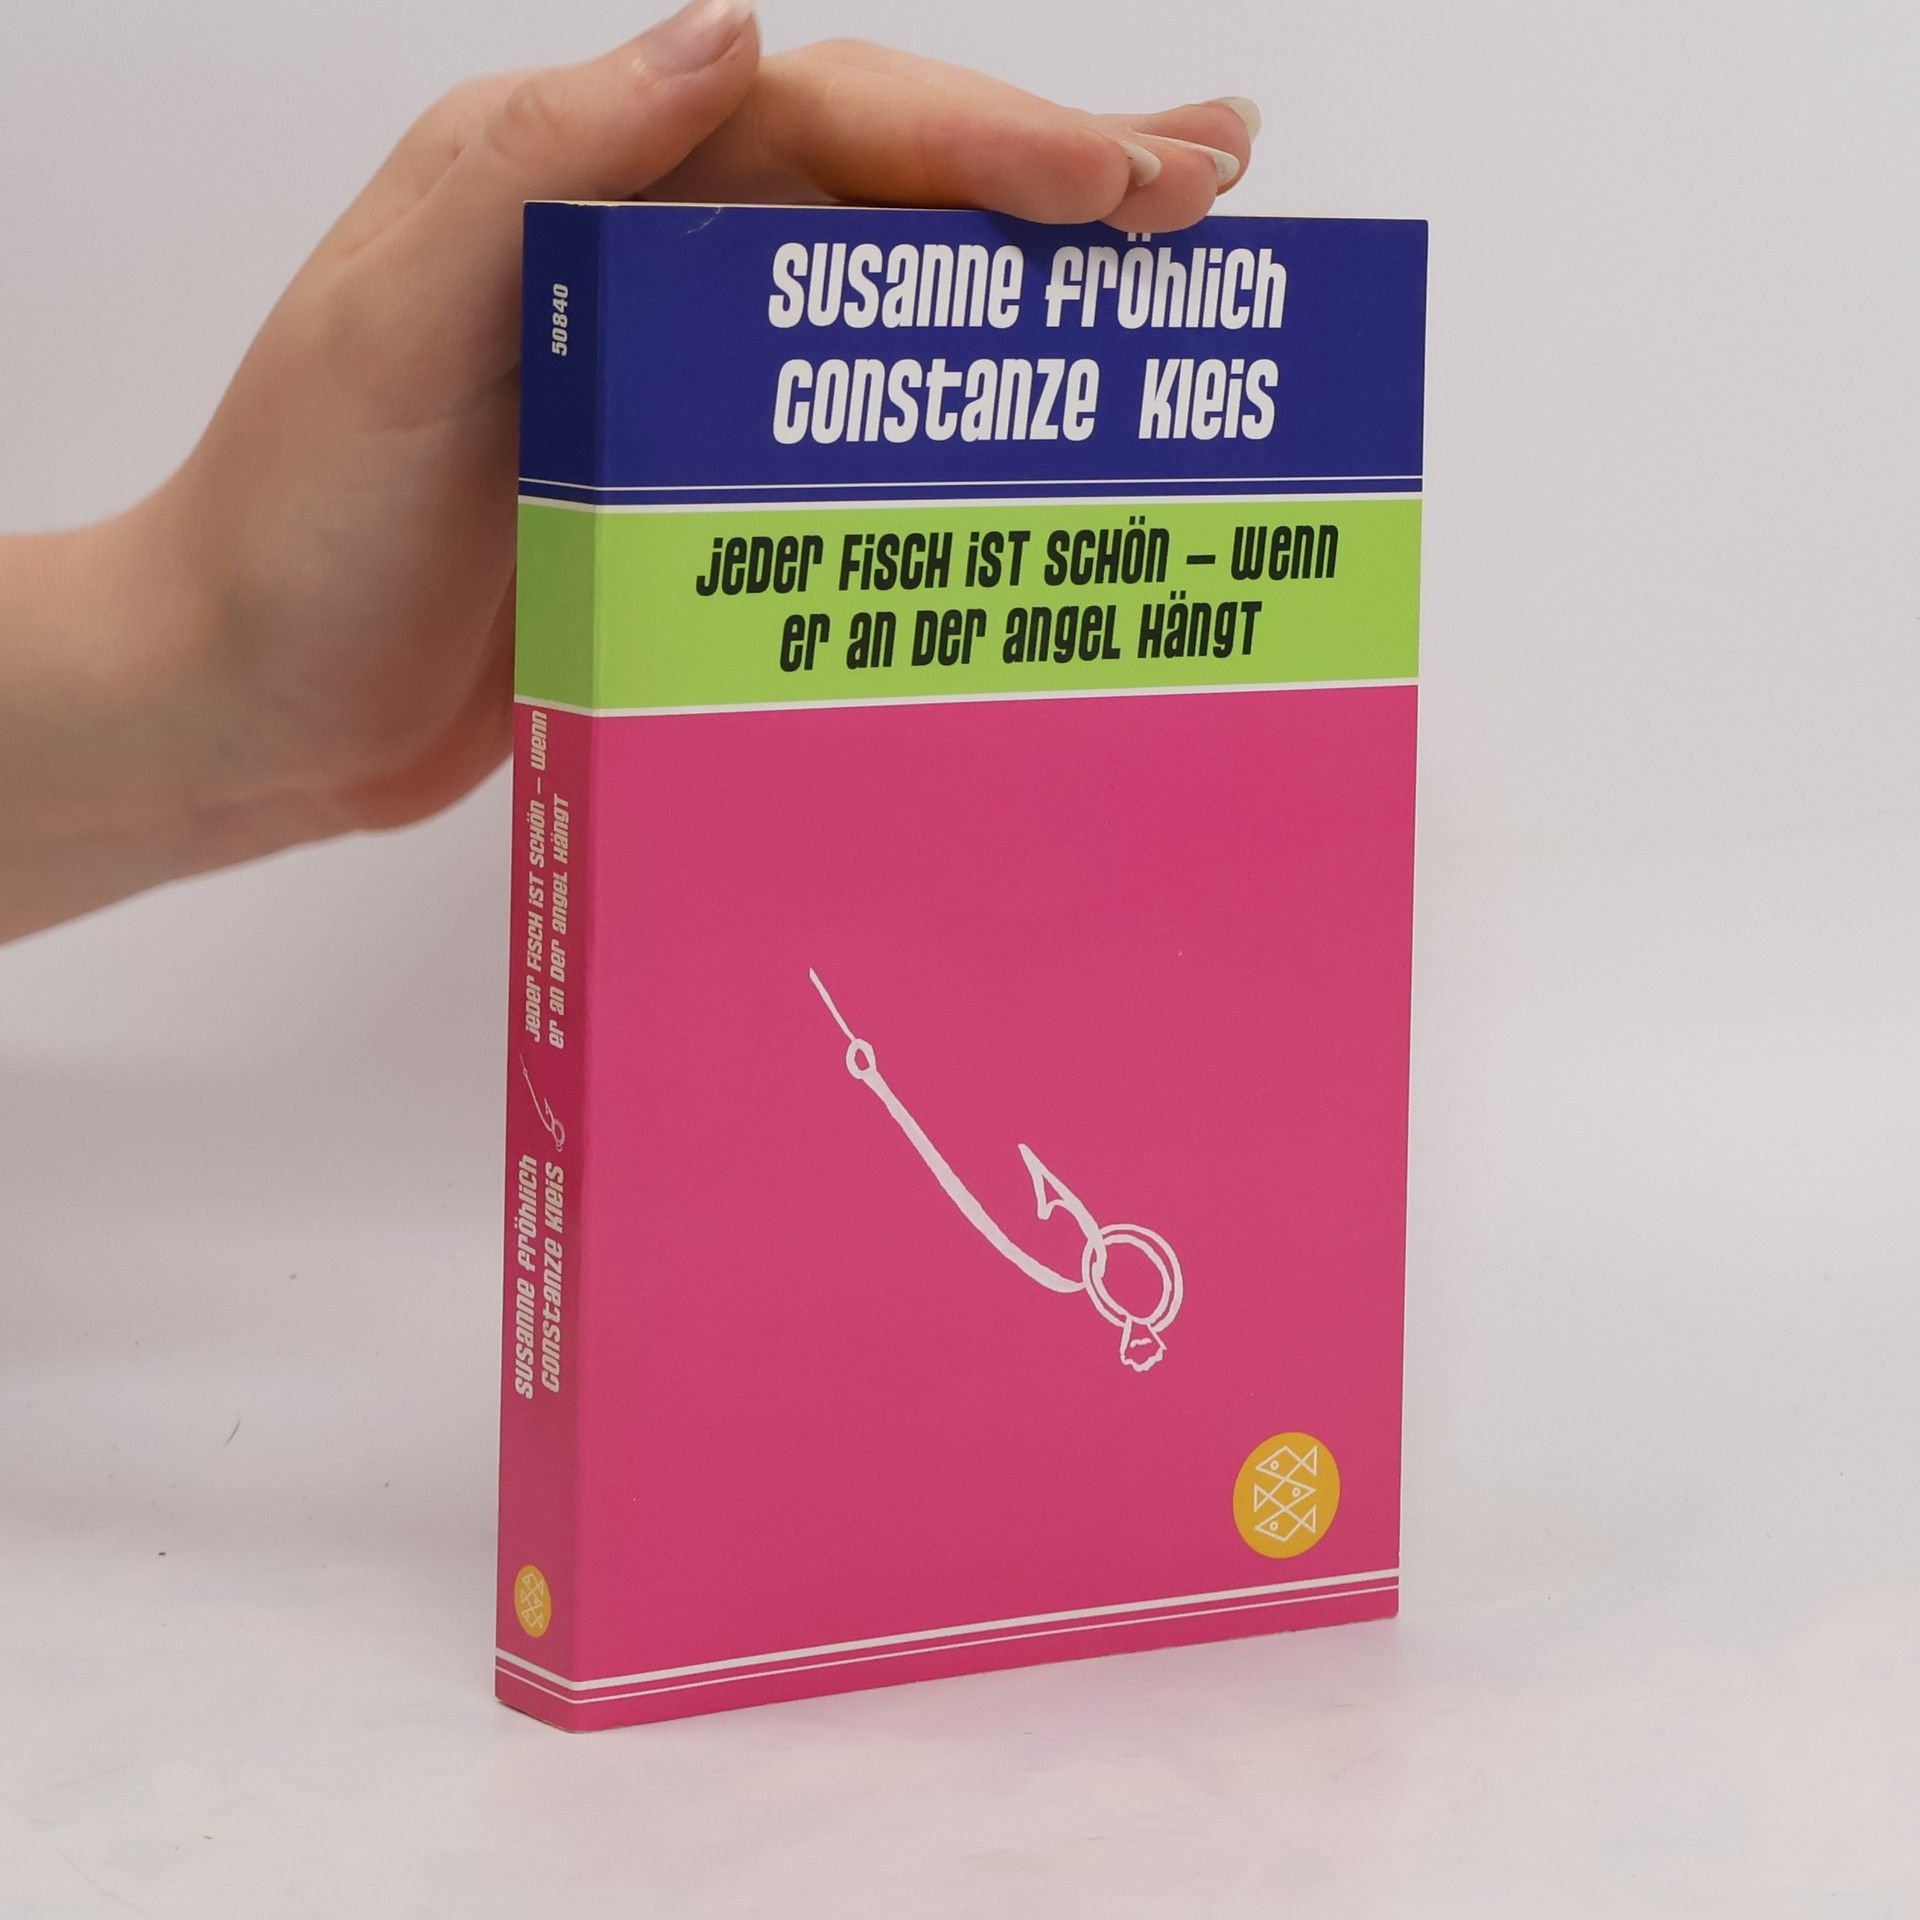 Susanne Fröhlich
Constanze Kleis
Jeder Fisch ist schön – wenn
er an der Angel hängt
50840
Jeder Fisch ist schön – wenn
er an der Angel hängt
Susanne Fröhlich
Constanze Kleis